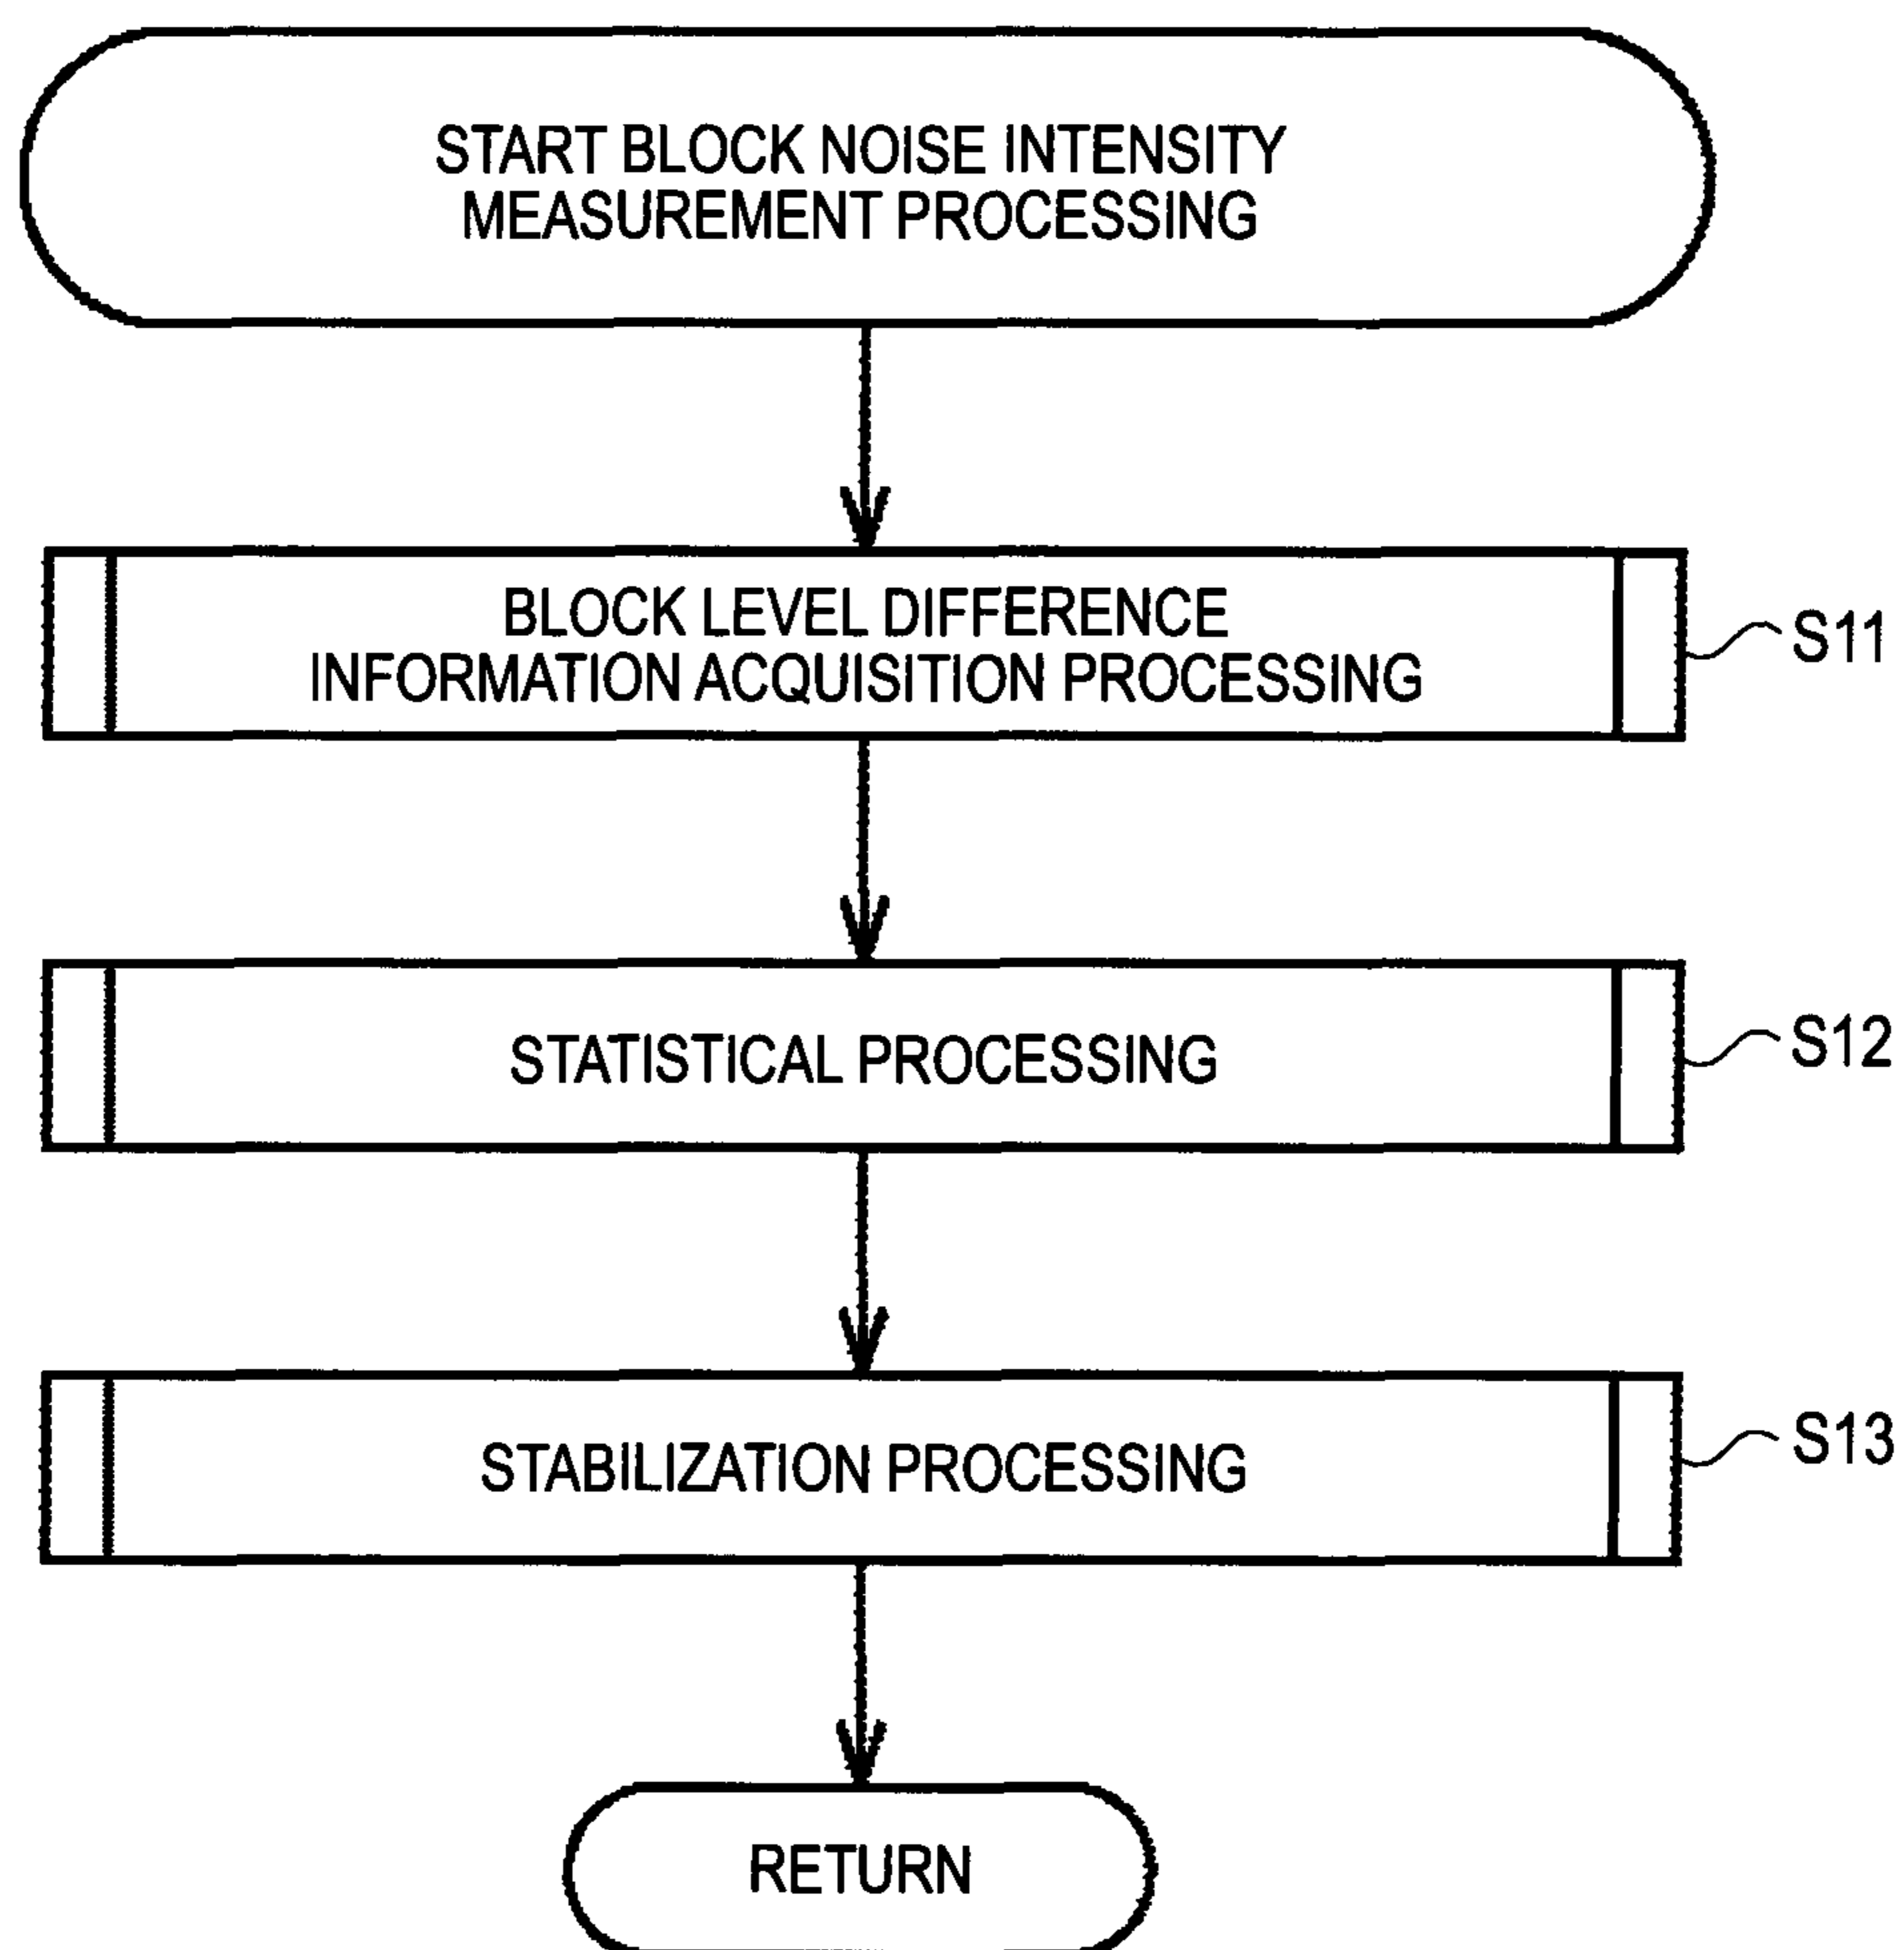 START BLOCK NOISE INTENSITY
MEASUREMENT PROCESSING
BLOCK LEVEL DIFFERENCE
INFORMATION ACQUISITION PROCESSING
S11
STATISTICAL PROCESSING
S12
STABILIZATION PROCESSING
S13
RETURN